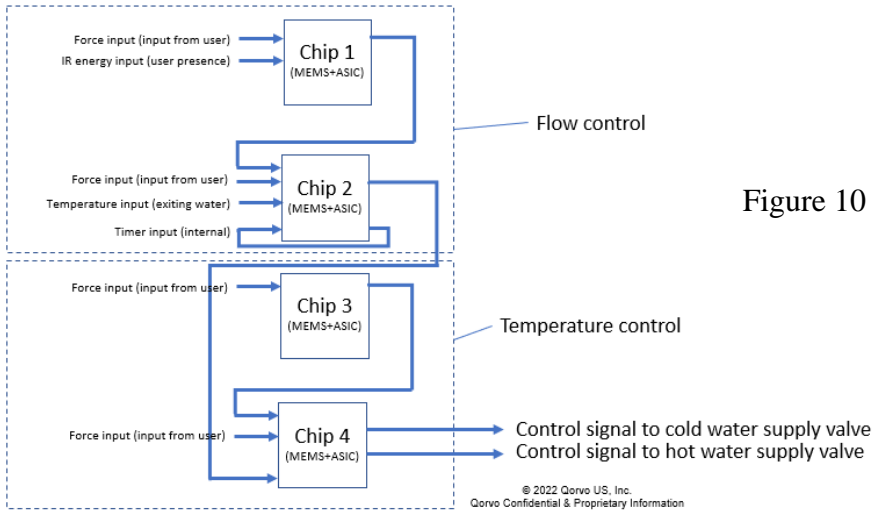 Force input (input from user)
IR energy input (user presence)
Chip 1
(MEMS+ASIC)
Flow control
Force input (input from user)
Temperature input (exiting water)
Timer input (internal)
Chip 2
(MEMS+ASIC)
Figure 10
Force input (input from user)
Chip 3
(MEMS+ASIC)
Temperature control
Force input (input from user)
Chip 4
(MEMS+ASIC)
Control signal to cold water supply valve
Control signal to hot water supply valve
© 2022 Qorvo US, Inc.
Qorvo Confidential & Proprietary Information